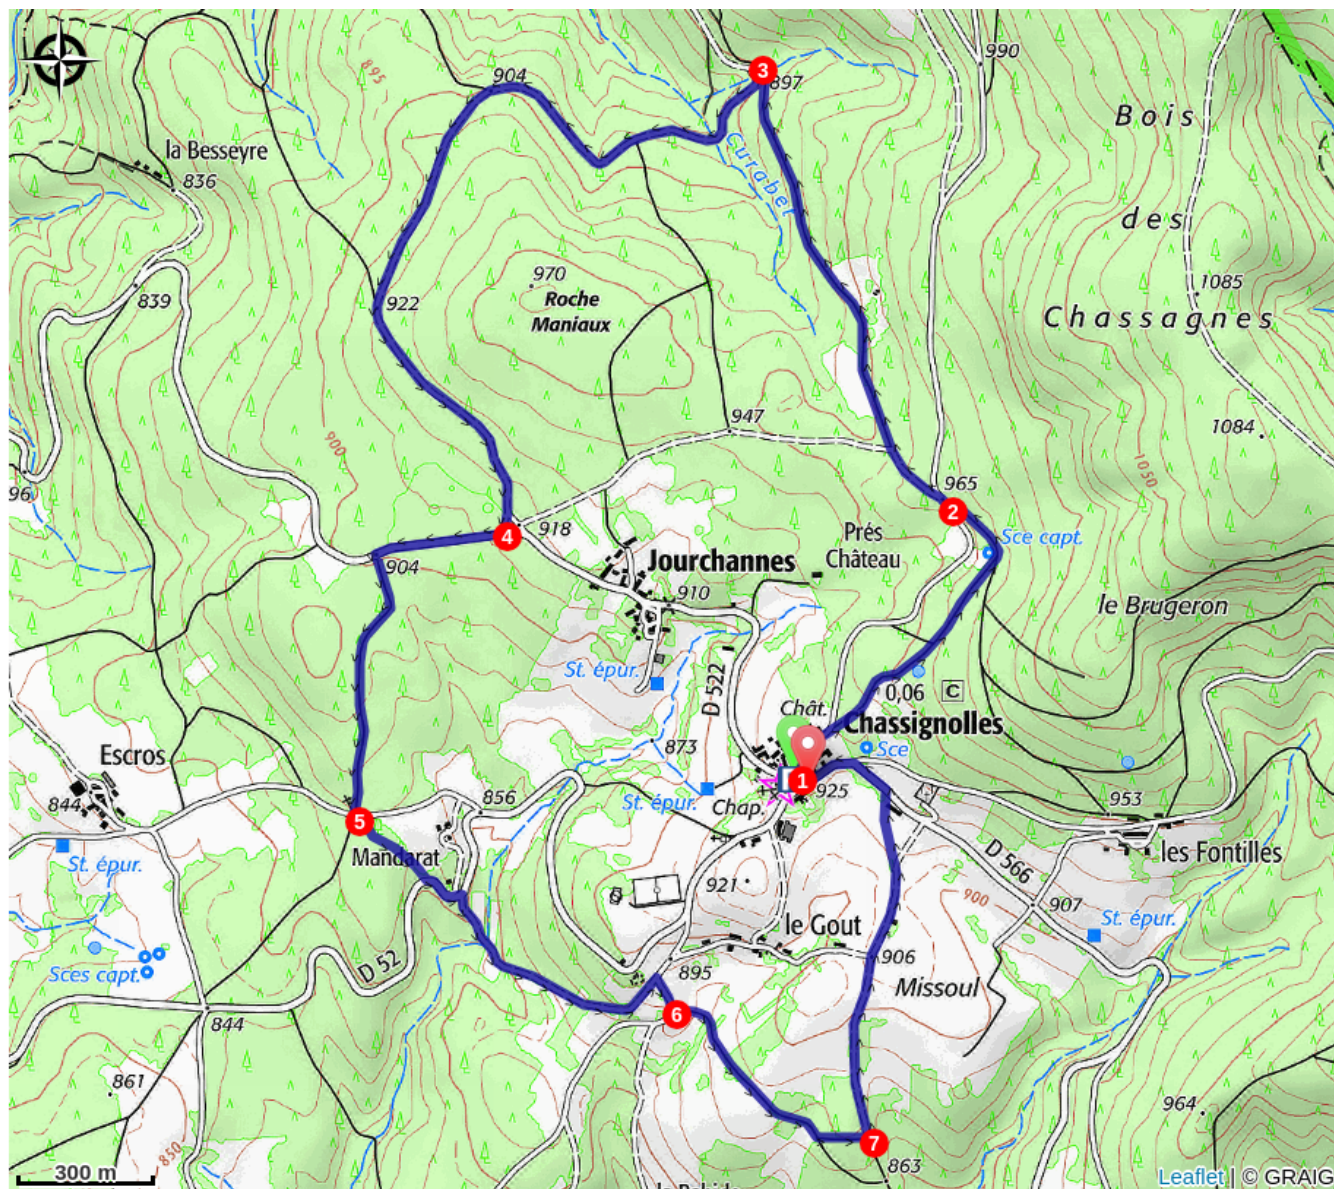 3
897
904
895
990
Bois
des
Chassagnes
la Besseyre
836
Curabet
839
922
970
Roche
Maniaux
1085
1084
1050
947
900
96
965
2
Sce capt.
918
4
904
Prés
Château
Jourchannes
910
le Brugeron
St. épur.
D 522
0,06
C
Chât.
Chassignolles
Sce
873
Escros
844
St. épur.
1
925
Chap.
856
953
5
Mandarat
les Fontilles
St. épur.
921
D 566
900
907
St. épur.
le Gout
906
Sces capt.
D 52
895
Missoul
844
6
861
964
850
7
863
300 m
Leaflet | © GRAIG